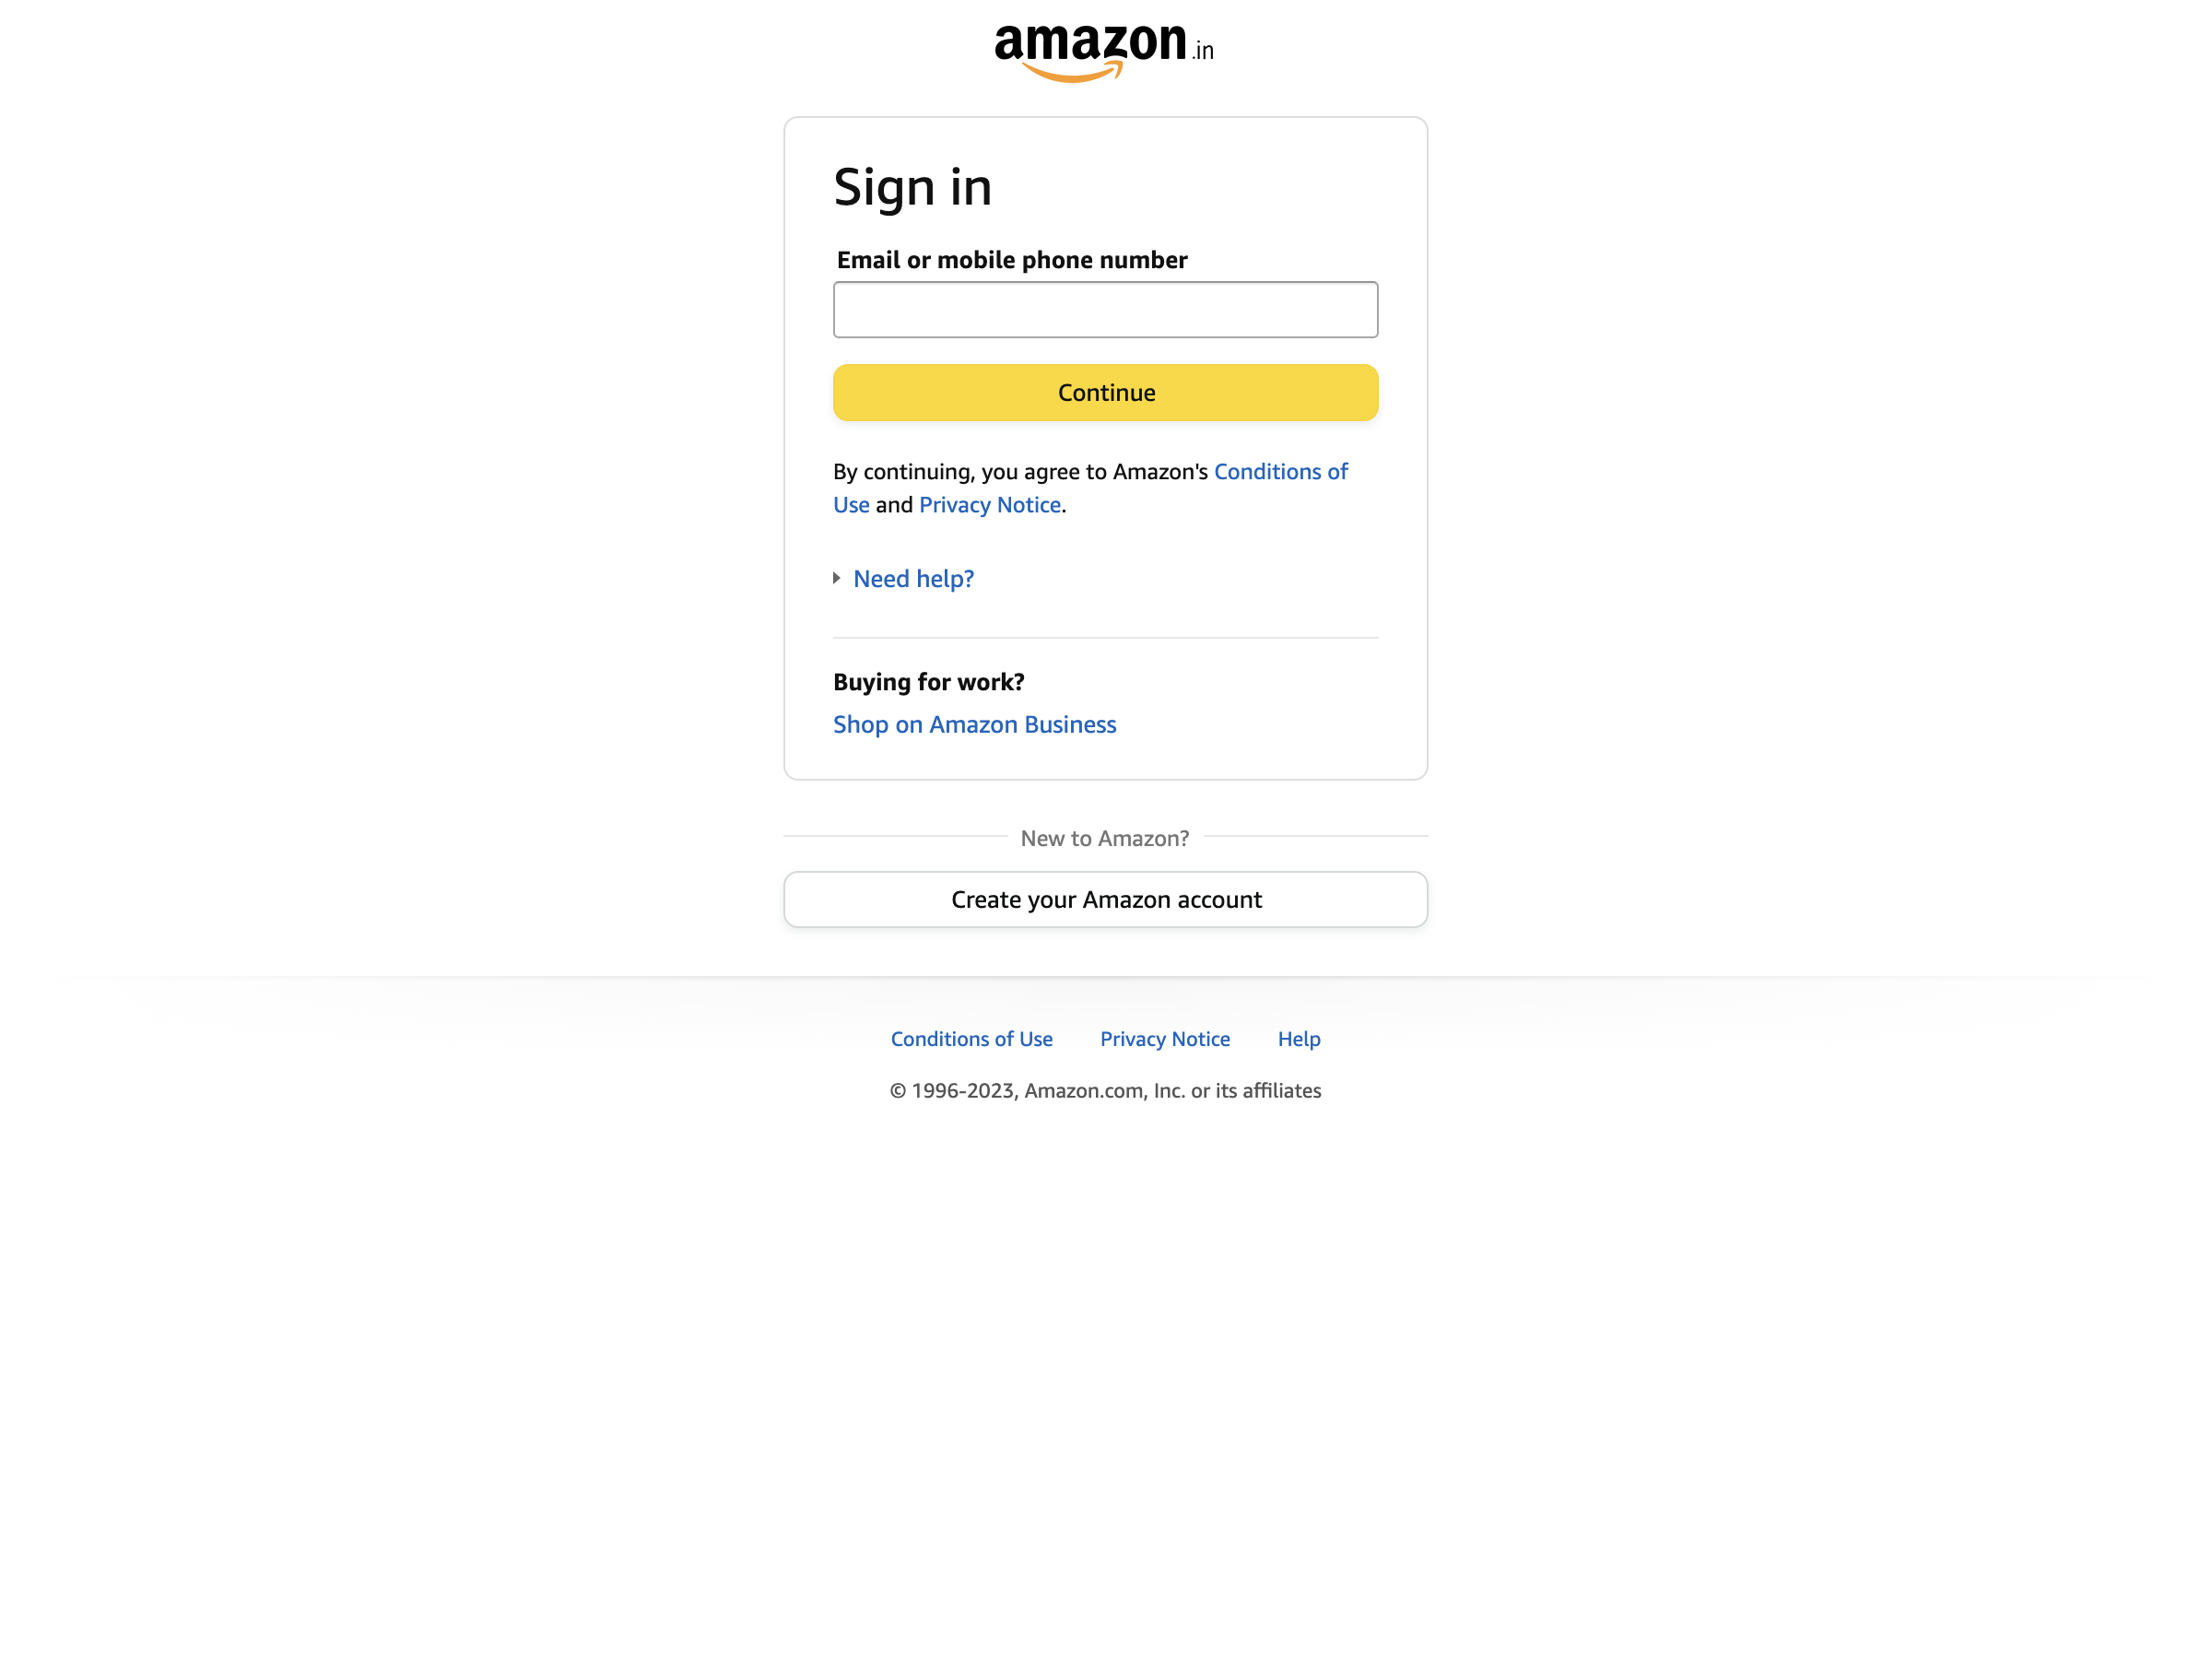 amazon.in
Sign in
Email or mobile phone number
Continue
By continuing, you agree to Amazon's Conditions of
Use and Privacy Notice.
Need help?
Buying for work?
Shop on Amazon Business
New to Amazon?
Create your Amazon account
Conditions of Use Privacy Notice Help
© 1996-2023, Amazon.com, Inc. or its affiliates